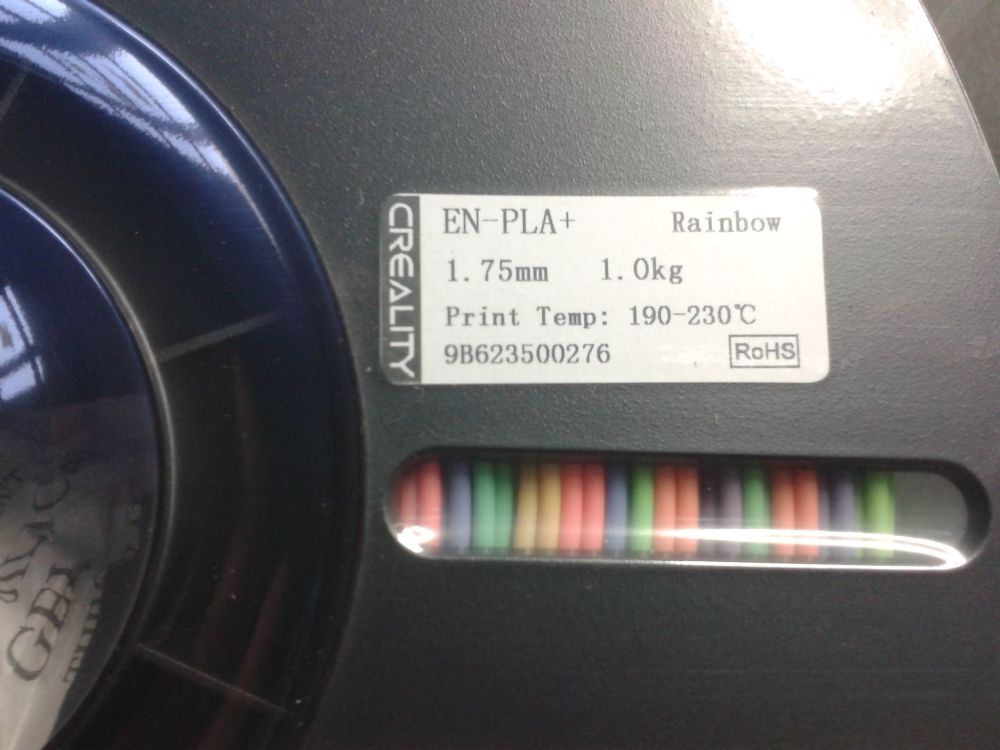 CREALITY
EN-PLA+ Rainbow
1.75mm 1.0kg
Print Temp: 190-230℃
9B623500276
RoHS